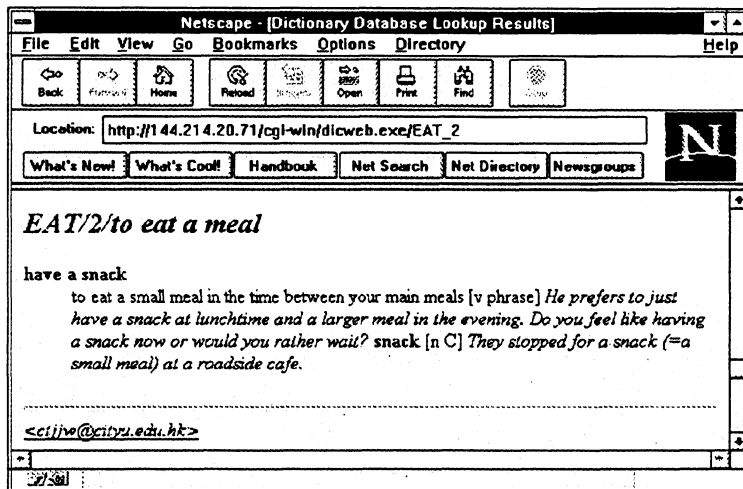 Netscape - [Dictionary Database Lookup Results]
File Edit View Go Bookmarks Options Directory Help
Back Forward Home Reload Images Open Print Find Stop
Location: http://144.214.20.71/cgi-win/dicweb.exe/EAT_2
N
What's New! What's Cool! Handbook Net Search Net Directory Newsgroups
EAT/2/to eat a meal
have a snack
to eat a small meal in the time between your main meals [v phrase] He prefers to just
have a snack at lunchtime and a larger meal in the evening. Do you feel like having
a snack now or would you rather wait? snack [n C] They stopped for a snack (=a
small meal) at a roadside cafe.
<ctjjw@cityu.edu.hk>